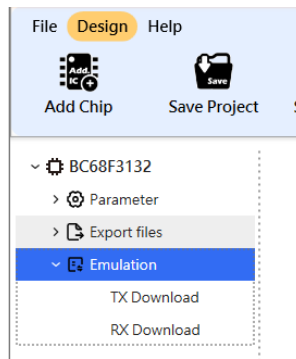 File Design Help
Add. IC
Save
Add Chip Save Project
BC68F3132
Parameter
Export files
Emulation
TX Download
RX Download